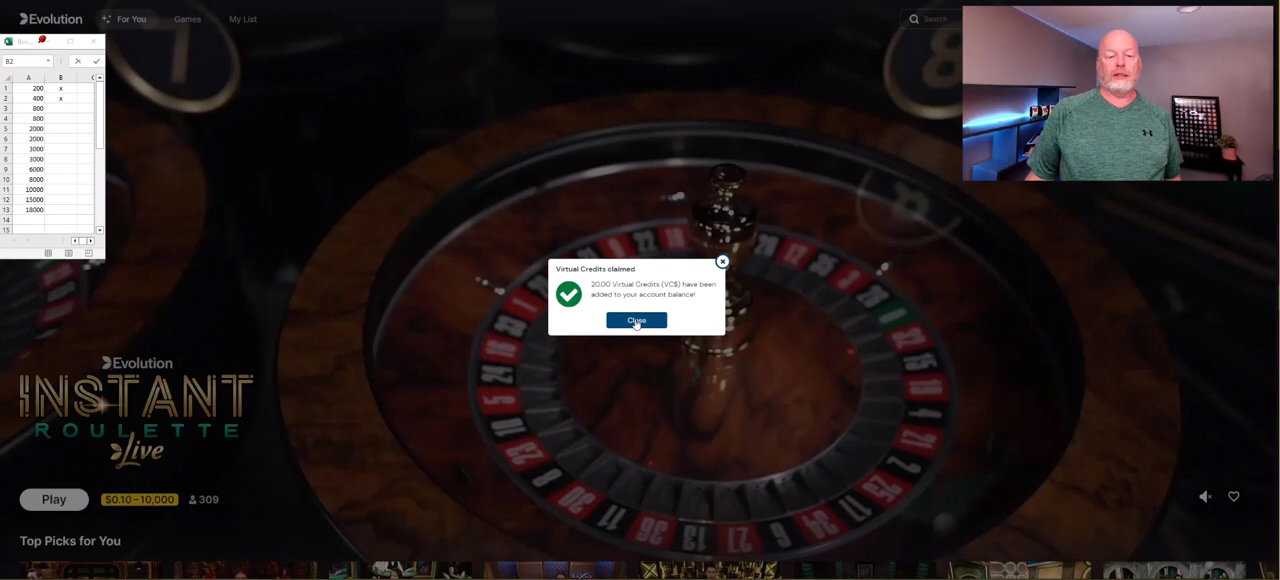 Evolution
For You
Games
My List
Search
B2
A B C
1 200 x
2 400 x
3 800
4 800
5 2000
6 2000
7 3000
8 3000
9 6000
10 8000
11 10000
12 15000
13 18000
14
15
Virtual Credits claimed
20.00 Virtual Credits (VC$) have been
added to your account balance!
Close
Evolution
INSTANT
ROULETTE
Live
Play
$0.10-10,000
309
Top Picks for You